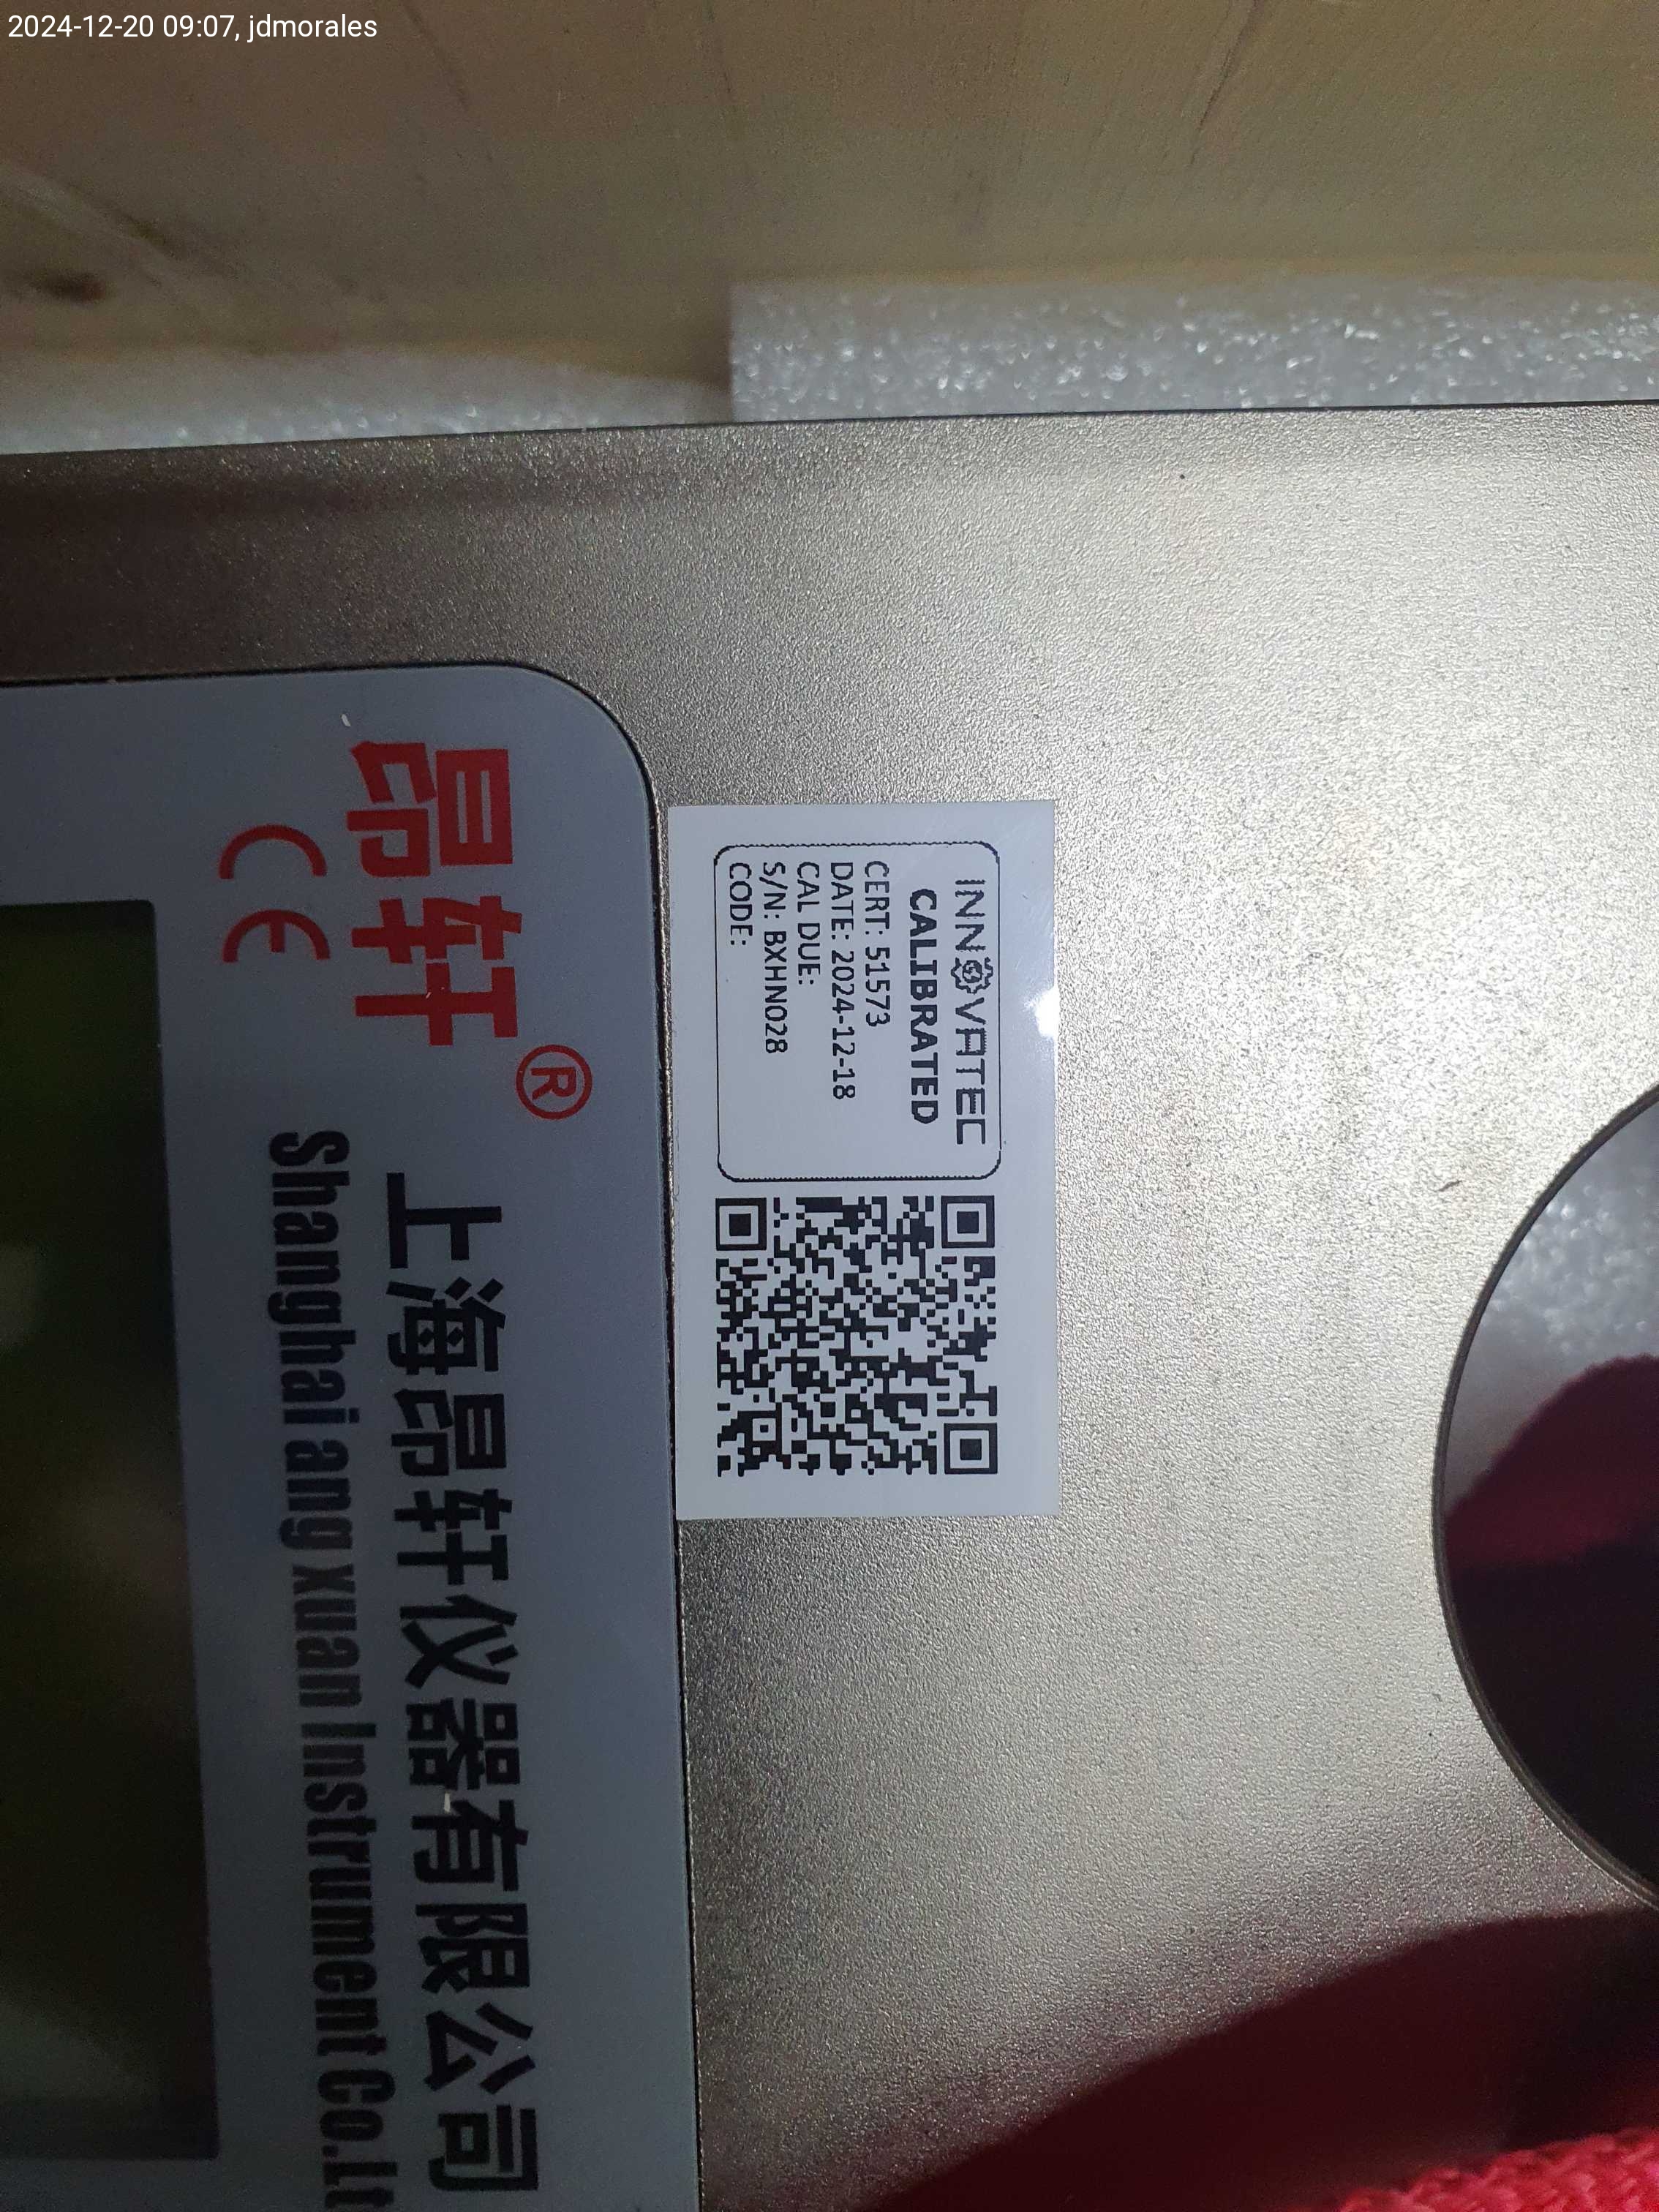 2024-12-20 09:07, jdmorales
INNOVATEC
CALIBRATED
CERT: 51573
DATE: 2024-12-18
CAL DUE:
S/N: BXHN028
CODE:
昂轩®
CE
上海昂轩仪器有限公司
Shanghai ang xuan Instrument Co.Lt